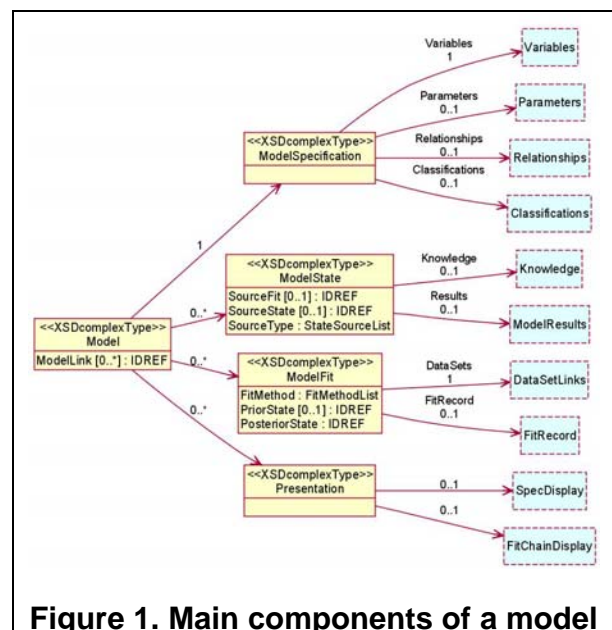 Variables
1
Variables
Parameters
0..1
Parameters
<<XSDcomplexType>>
ModelSpecification
Relationships
0..1
Relationships
Classifications
0..1
Classifications
1
<<XSDcomplexType>>
ModelState
SourceFit [0..1] : IDREF
SourceState [0..1] : IDREF
SourceType : StateSourceList
Knowledge
0..1
Knowledge
Results
0..1
ModelResults
0..*
<<XSDcomplexType>>
Model
ModelLink [0..*] : IDREF
0..*
<<XSDcomplexType>>
ModelFit
FitMethod : FitMethodList
PriorState [0..1] : IDREF
PosteriorState : IDREF
DataSets
1
DataSetLinks
FitRecord
0..1
FitRecord
0..*
<<XSDcomplexType>>
Presentation
0..1
SpecDisplay
0..1
FitChainDisplay
Figure 1. Main components of a model